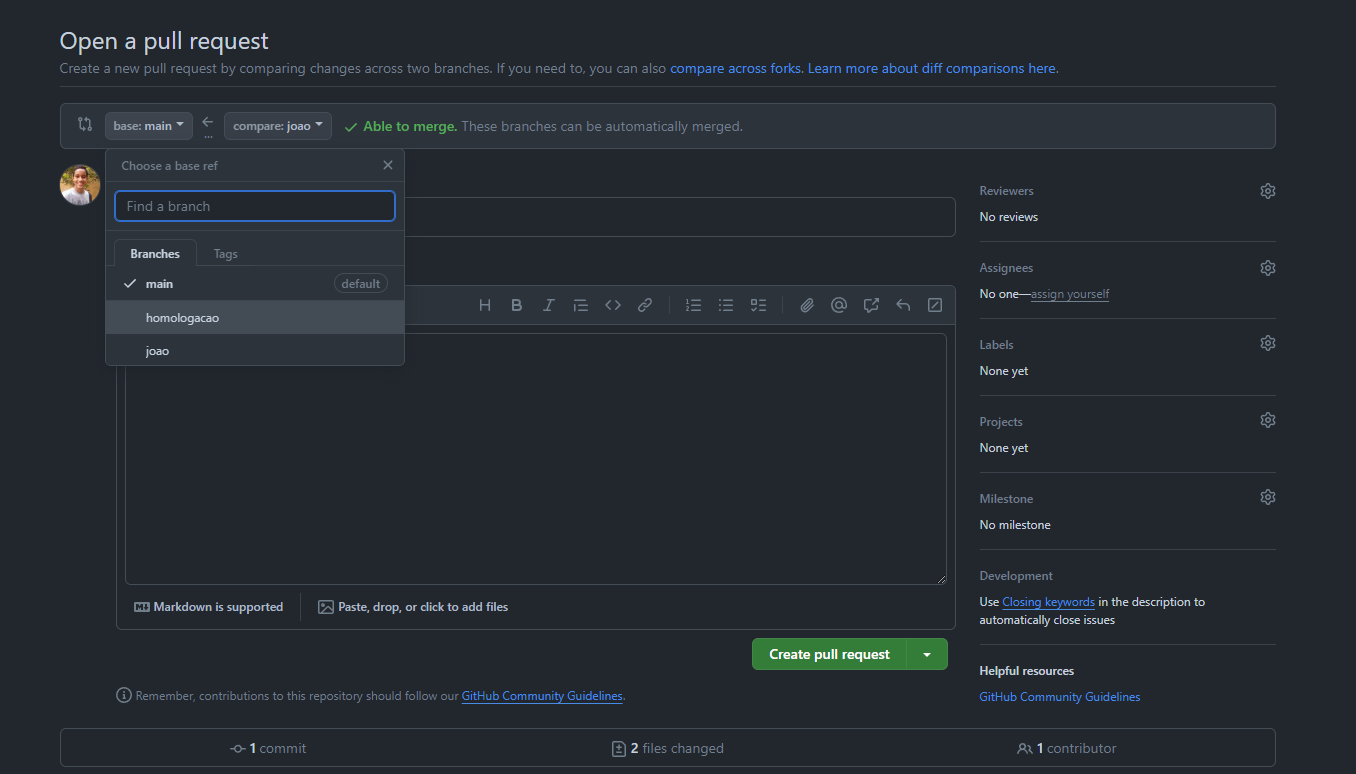 Open a pull request
Create a new pull request by comparing changes across two branches. If you need to, you can also compare across forks. Learn more about diff comparisons here.
base: main
compare: joao
Able to merge. These branches can be automatically merged.
Choose a base ref
Find a branch
Branches
Tags
main
default
homologacao
joao
Markdown is supported
Paste, drop, or click to add files
Create pull request
Remember, contributions to this repository should follow our GitHub Community Guidelines.
Reviewers
No reviews
Assignees
No one—assign yourself
Labels
None yet
Projects
None yet
Milestone
No milestone
Development
Use Closing keywords in the description to
automatically close issues
Helpful resources
GitHub Community Guidelines
1 commit
2 files changed
1 contributor